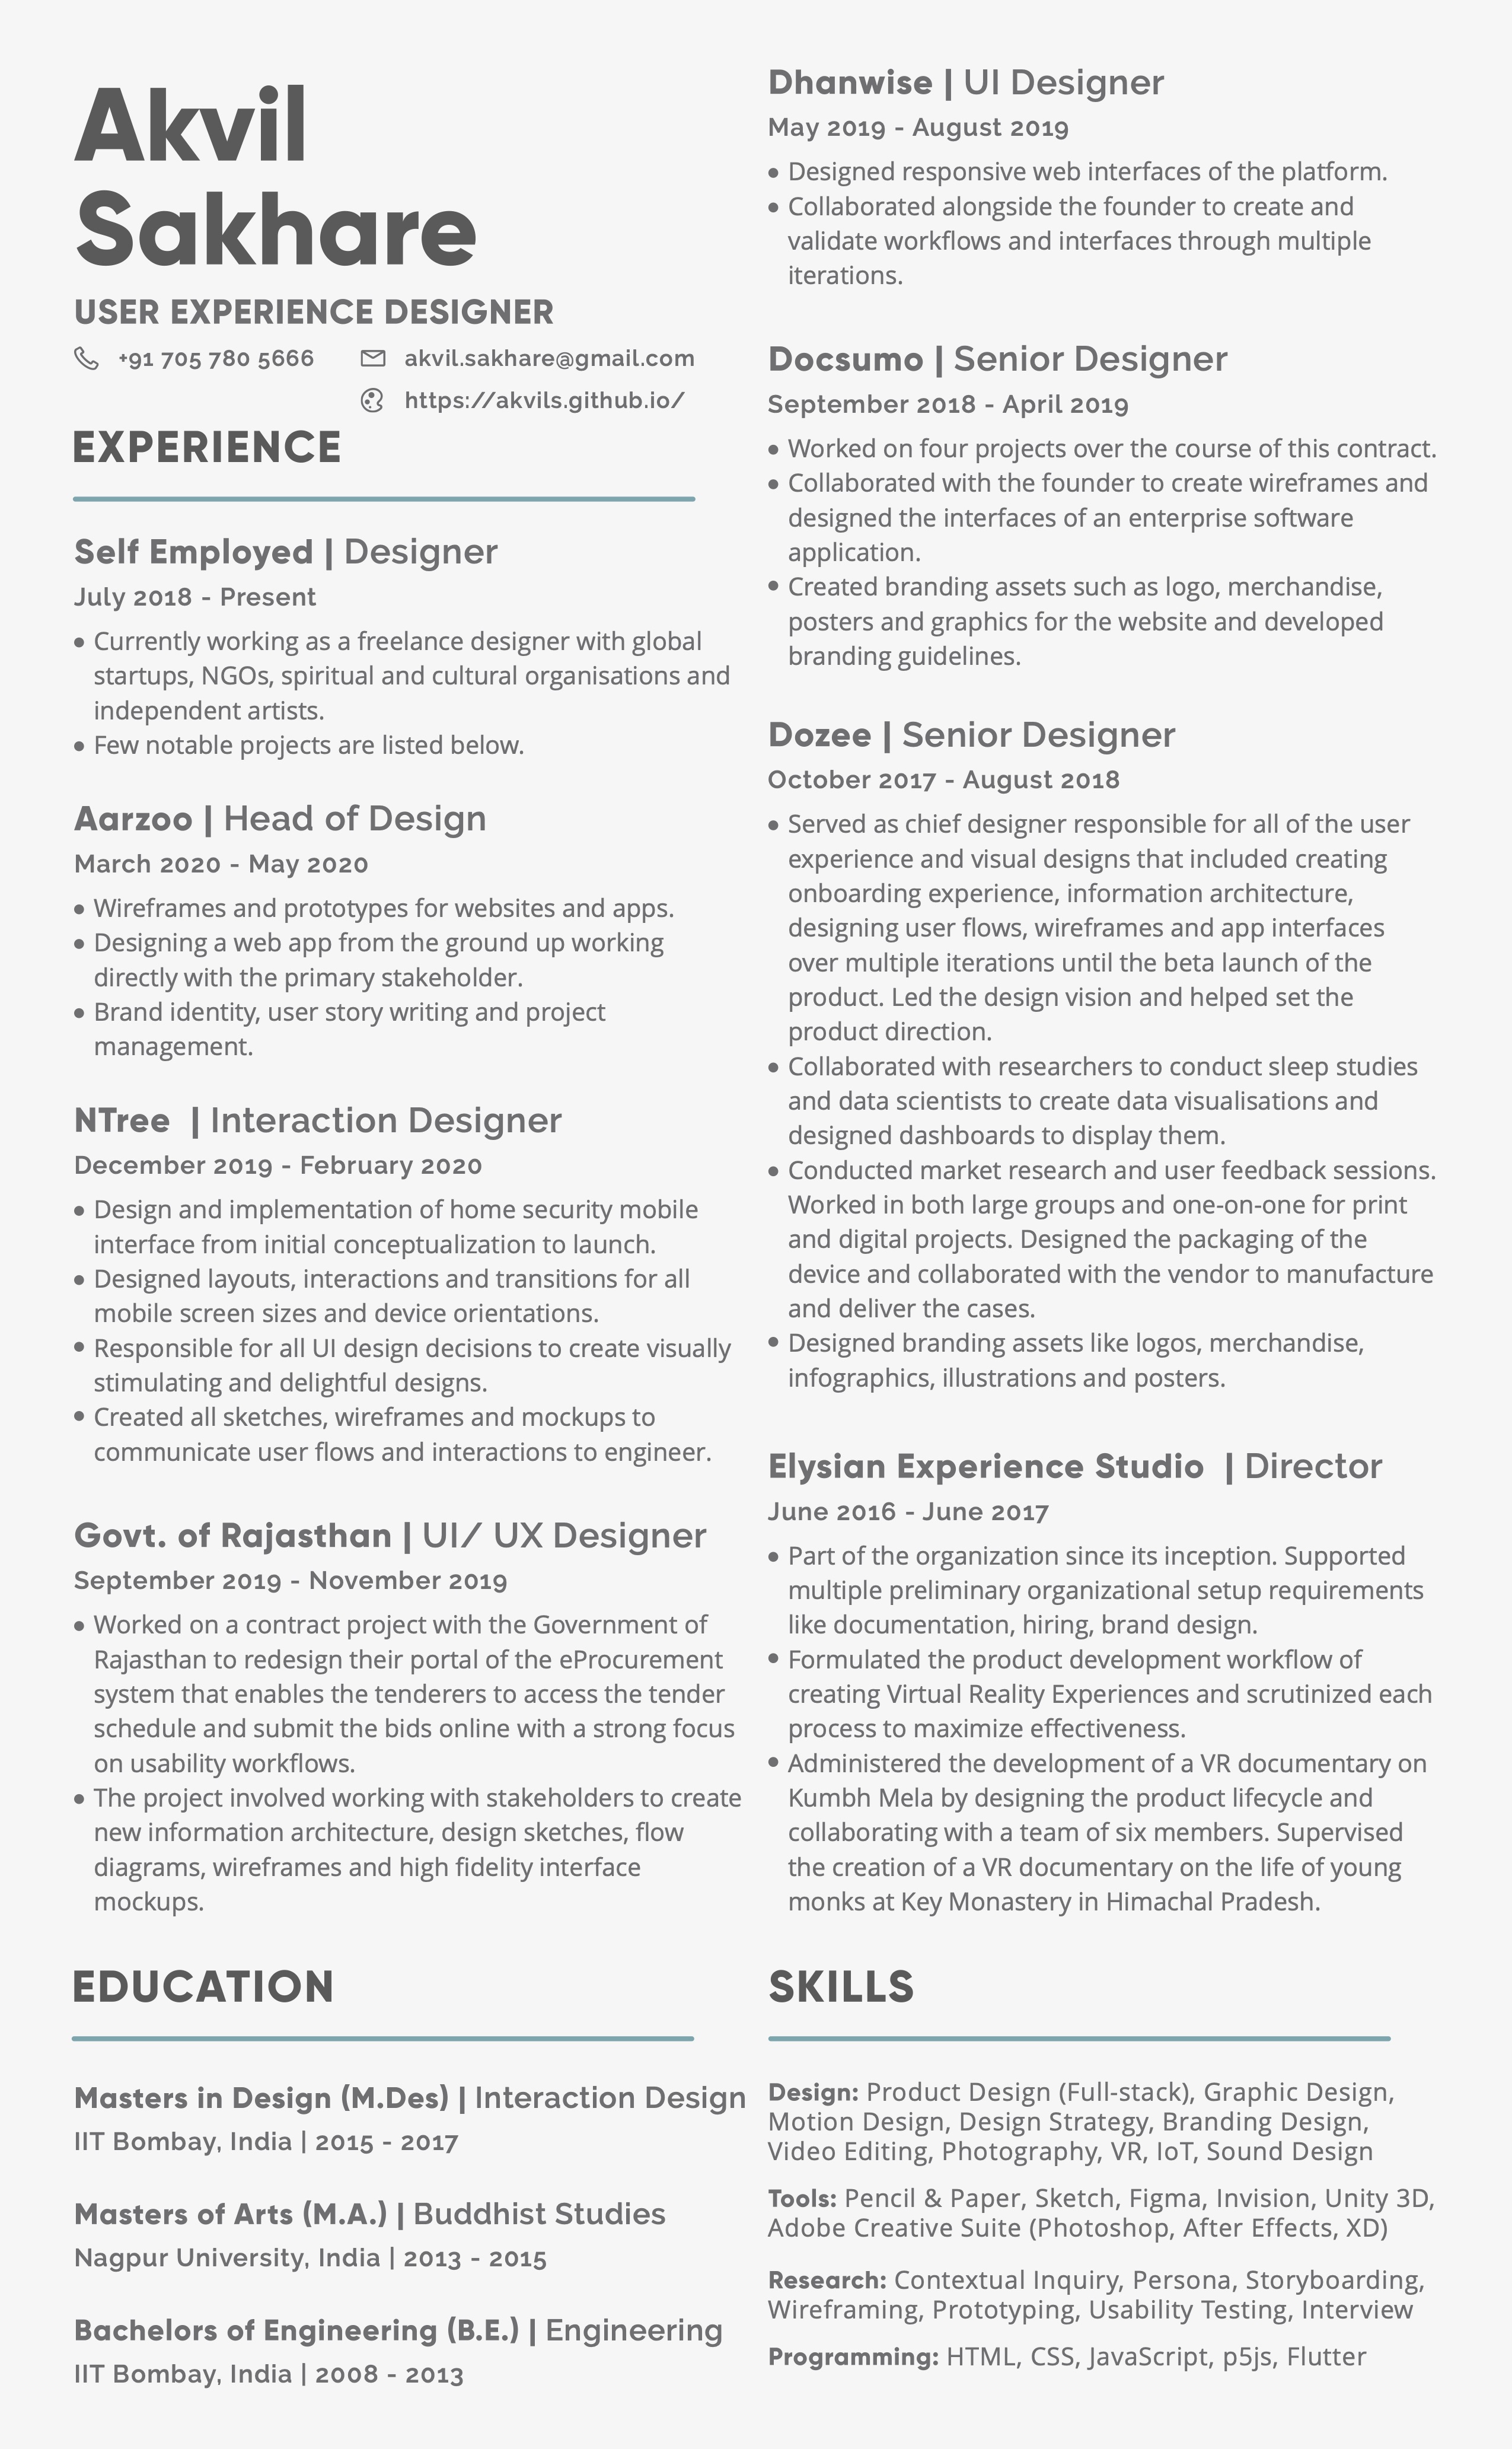 Akvil
Sakhare
USER EXPERIENCE DESIGNER
+91 705 780 5666
akvil.sakhare@gmail.com
https://akvils.github.io/
EXPERIENCE
Self Employed | Designer
July 2018 - Present
• Currently working as a freelance designer with global
startups, NGOs, spiritual and cultural organisations and
independent artists.
• Few notable projects are listed below.
Aarzoo | Head of Design
March 2020 - May 2020
• Wireframes and prototypes for websites and apps.
• Designing a web app from the ground up working
directly with the primary stakeholder.
• Brand identity, user story writing and project
management.
NTree | Interaction Designer
December 2019 - February 2020
• Design and implementation of home security mobile
interface from initial conceptualization to launch.
• Designed layouts, interactions and transitions for all
mobile screen sizes and device orientations.
• Responsible for all UI design decisions to create visually
stimulating and delightful designs.
• Created all sketches, wireframes and mockups to
communicate user flows and interactions to engineer.
Govt. of Rajasthan | UI/ UX Designer
September 2019 - November 2019
• Worked on a contract project with the Government of
Rajasthan to redesign their portal of the eProcurement
system that enables the tenderers to access the tender
schedule and submit the bids online with a strong focus
on usability workflows.
• The project involved working with stakeholders to create
new information architecture, design sketches, flow
diagrams, wireframes and high fidelity interface
mockups.
Dhanwise | UI Designer
May 2019 - August 2019
• Designed responsive web interfaces of the platform.
• Collaborated alongside the founder to create and
validate workflows and interfaces through multiple
iterations.
Docsumo | Senior Designer
September 2018 - April 2019
• Worked on four projects over the course of this contract.
• Collaborated with the founder to create wireframes and
designed the interfaces of an enterprise software
application.
• Created branding assets such as logo, merchandise,
posters and graphics for the website and developed
branding guidelines.
Dozee | Senior Designer
October 2017 - August 2018
• Served as chief designer responsible for all of the user
experience and visual designs that included creating
onboarding experience, information architecture,
designing user flows, wireframes and app interfaces
over multiple iterations until the beta launch of the
product. Led the design vision and helped set the
product direction.
• Collaborated with researchers to conduct sleep studies
and data scientists to create data visualisations and
designed dashboards to display them.
• Conducted market research and user feedback sessions.
Worked in both large groups and one-on-one for print
and digital projects. Designed the packaging of the
device and collaborated with the vendor to manufacture
and deliver the cases.
• Designed branding assets like logos, merchandise,
infographics, illustrations and posters.
Elysian Experience Studio | Director
June 2016 - June 2017
• Part of the organization since its inception. Supported
multiple preliminary organizational setup requirements
like documentation, hiring, brand design.
• Formulated the product development workflow of
creating Virtual Reality Experiences and scrutinized each
process to maximize effectiveness.
• Administered the development of a VR documentary on
Kumbh Mela by designing the product lifecycle and
collaborating with a team of six members. Supervised
the creation of a VR documentary on the life of young
monks at Key Monastery in Himachal Pradesh.
EDUCATION
Masters in Design (M.Des) | Interaction Design
IIT Bombay, India | 2015 - 2017
Masters of Arts (M.A.) | Buddhist Studies
Nagpur University, India | 2013 - 2015
Bachelors of Engineering (B.E.) | Engineering
IIT Bombay, India | 2008 - 2013
SKILLS
Design: Product Design (Full-stack), Graphic Design,
Motion Design, Design Strategy, Branding Design,
Video Editing, Photography, VR, IoT, Sound Design
Tools: Pencil & Paper, Sketch, Figma, Invision, Unity 3D,
Adobe Creative Suite (Photoshop, After Effects, XD)
Research: Contextual Inquiry, Persona, Storyboarding,
Wireframing, Prototyping, Usability Testing, Interview
Programming: HTML, CSS, JavaScript, p5js, Flutter